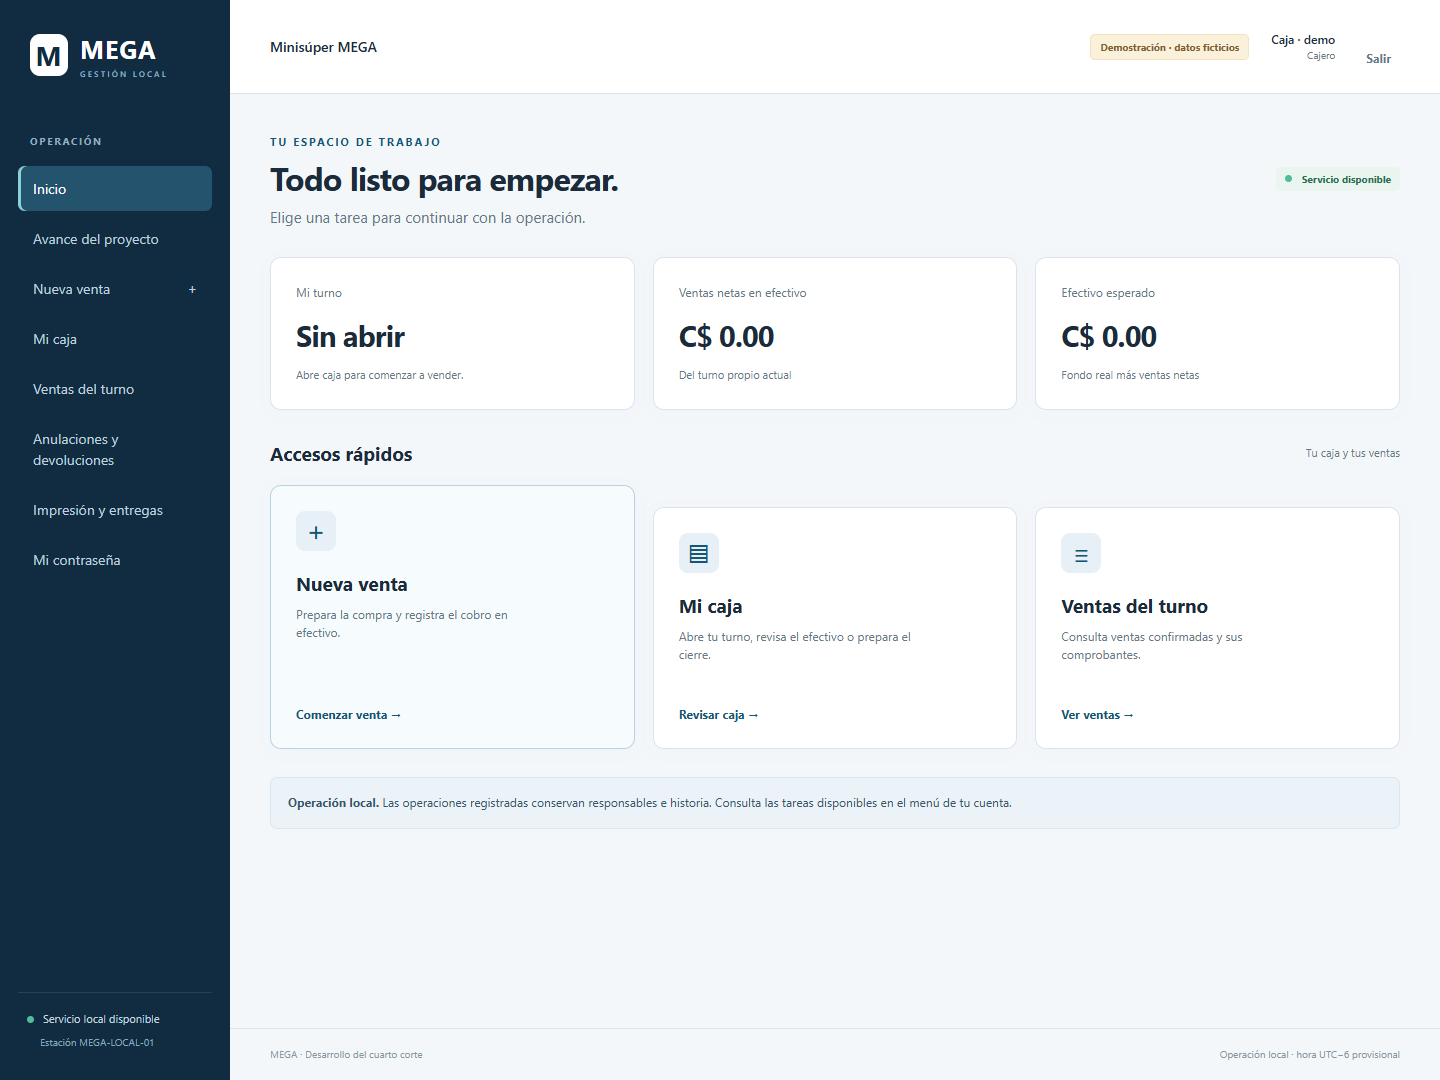 M MEGA
GESTIÓN LOCAL
OPERACIÓN
Inicio
Avance del proyecto
Nueva venta +
Mi caja
Ventas del turno
Anulaciones y
devoluciones
Impresión y entregas
Mi contraseña
Servicio local disponible
Estación MEGA-LOCAL-01
Minisúper MEGA
Demostración · datos ficticios
Caja · demo
Cajero
Salir
TU ESPACIO DE TRABAJO
Todo listo para empezar.
Elige una tarea para continuar con la operación.
Servicio disponible
Mi turno
Sin abrir
Abre caja para comenzar a vender.
Ventas netas en efectivo
C$ 0.00
Del turno propio actual
Efectivo esperado
C$ 0.00
Fondo real más ventas netas
Accesos rápidos
Tu caja y tus ventas
+
Nueva venta
Prepara la compra y registra el cobro en
efectivo.
Comenzar venta →
Mi caja
Abre tu turno, revisa el efectivo o prepara el
cierre.
Revisar caja →
Ventas del turno
Consulta ventas confirmadas y sus
comprobantes.
Ver ventas →
Operación local. Las operaciones registradas conservan responsables e historia. Consulta las tareas disponibles en el menú de tu cuenta.
MEGA · Desarrollo del cuarto corte
Operación local · hora UTC−6 provisional